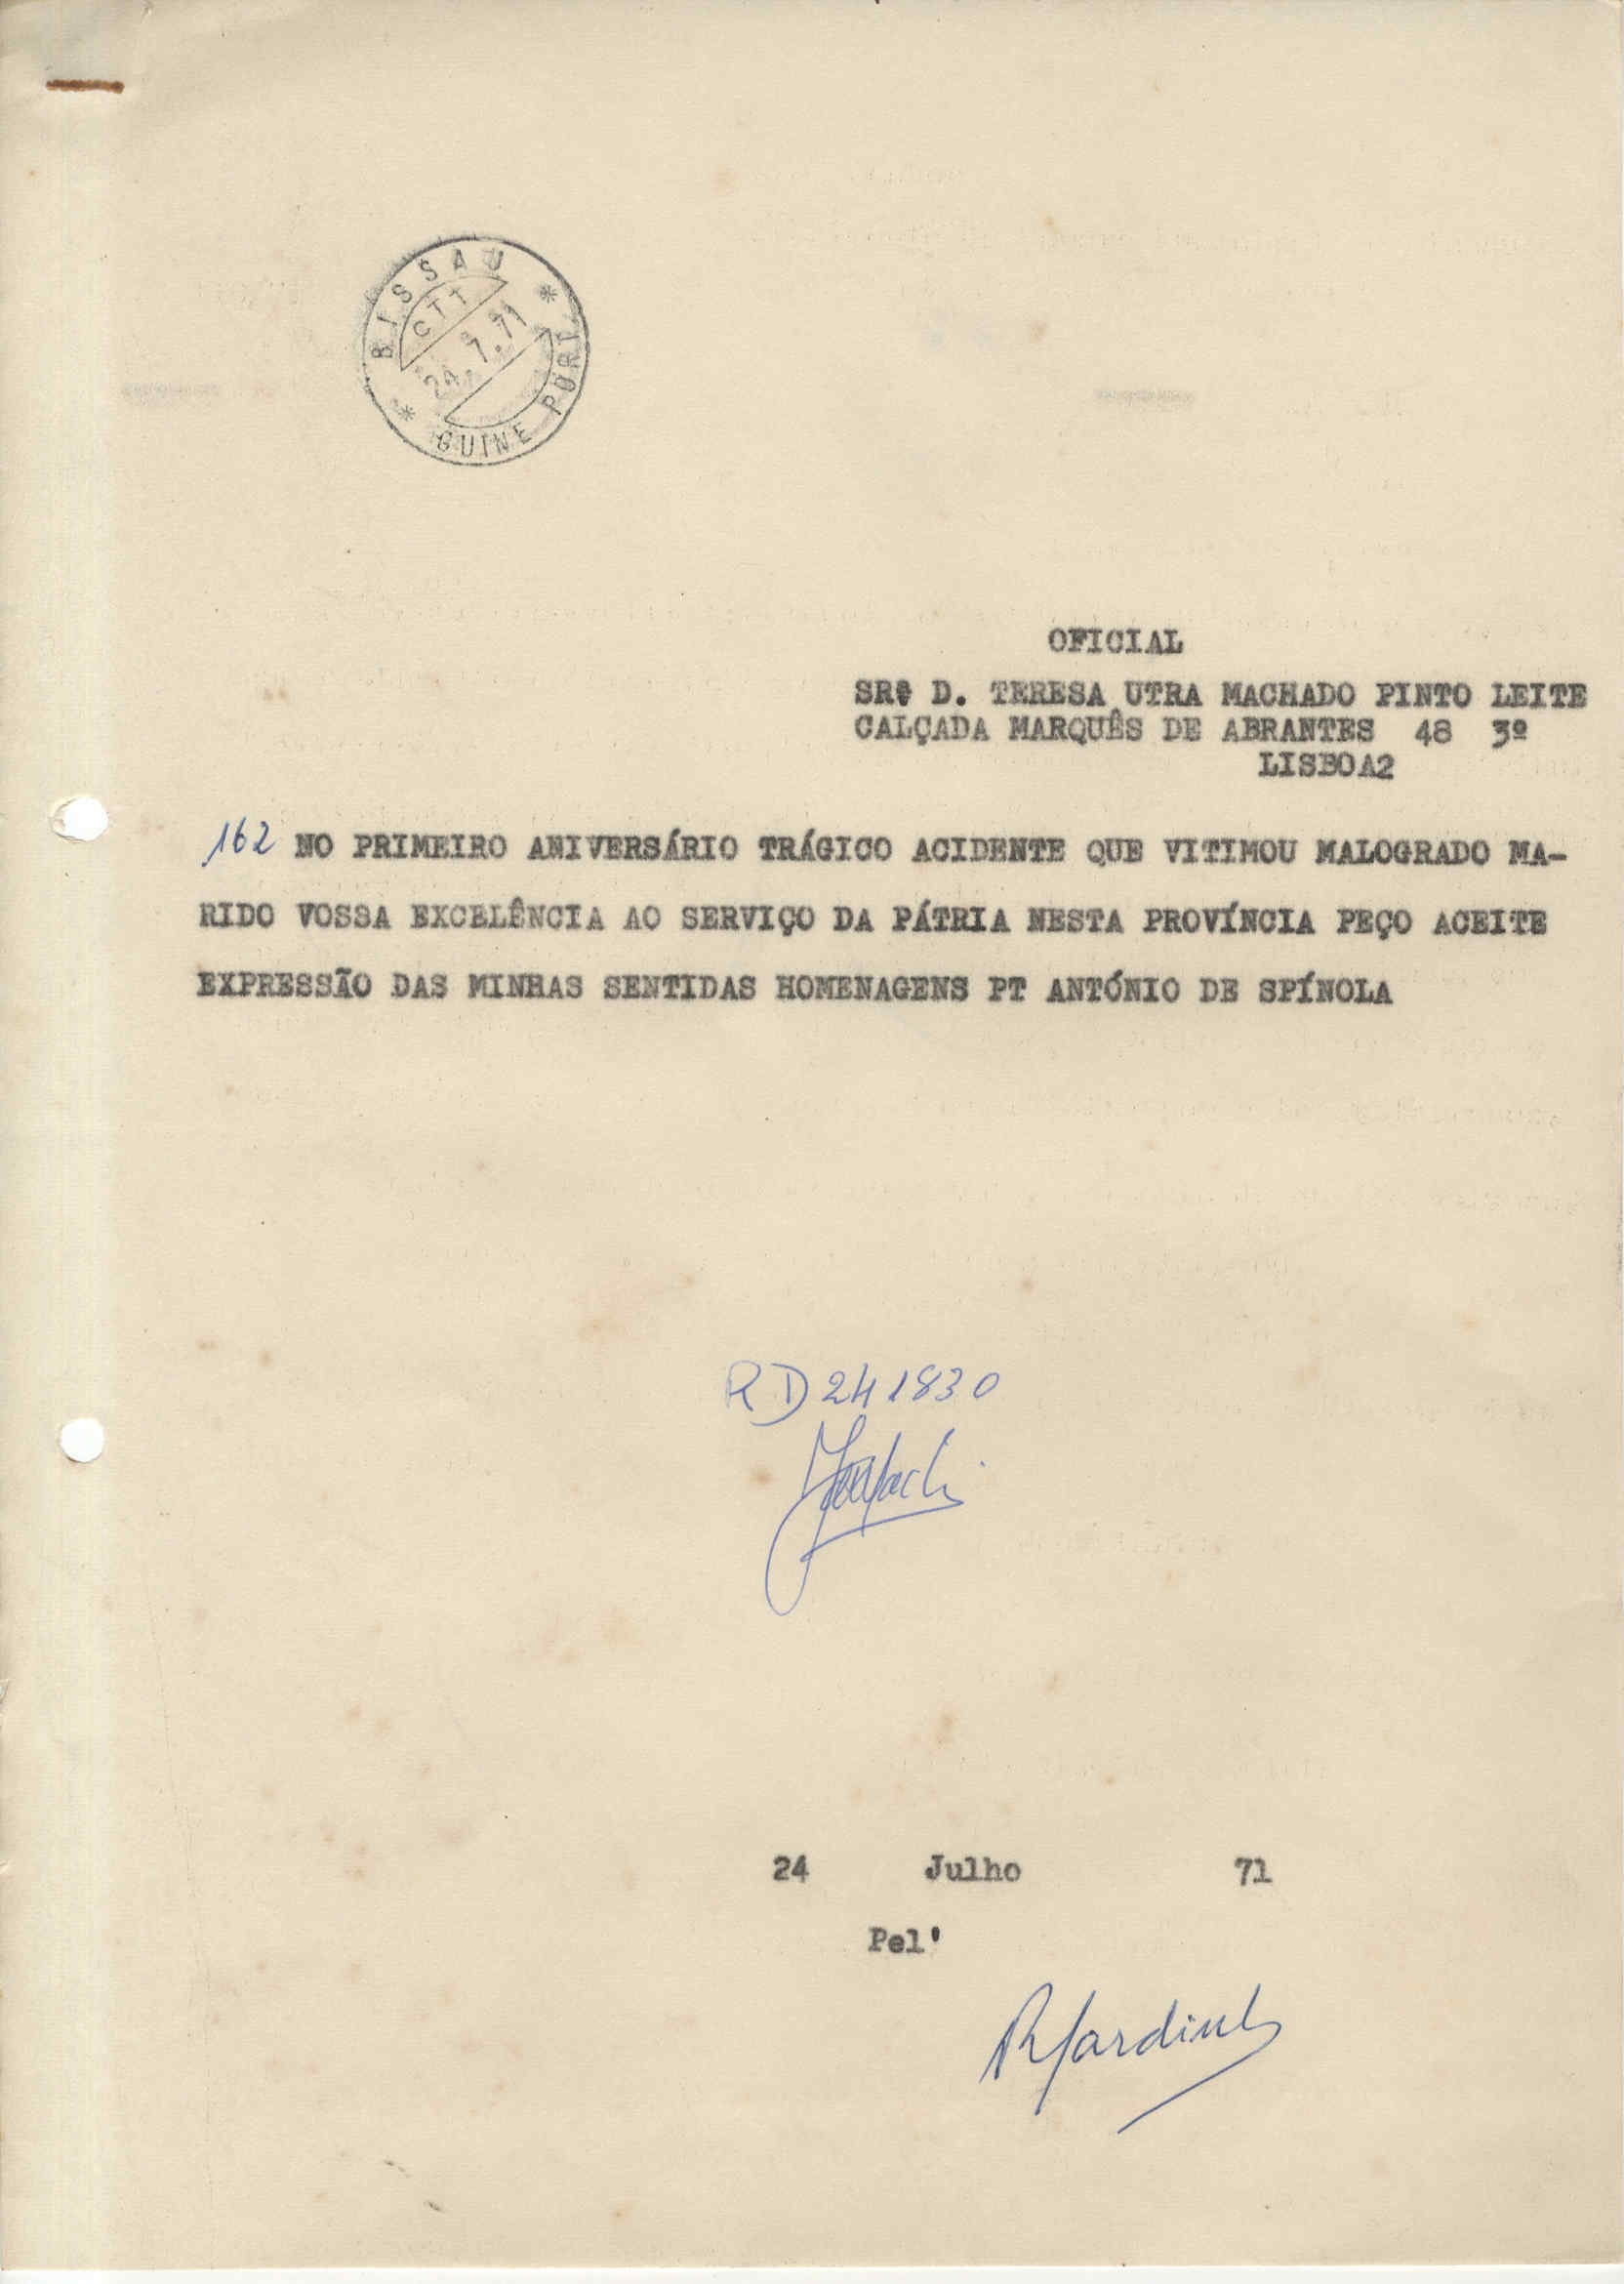 BISSAU
CTT
24.7.71
GUINE PORT.
OFICIAL
SRª D. TERESA UTRA MACHADO PINTO LEITE
CALÇADA MARQUÊS DE ABRANTES 48 3º
LISBOA2
162 NO PRIMEIRO ANIVERSÁRIO TRÁGICO ACIDENTE QUE VITIMOU MALOGRADO MA-
RIDO VOSSA EXCELÊNCIA AO SERVIÇO DA PÁTRIA NESTA PROVÍNCIA PEÇO ACEITE
EXPRESSÃO DAS MINHAS SENTIDAS HOMENAGENS PT ANTÓNIO DE SPÍNOLA
RD 241830
24 Julho 71
Pel'